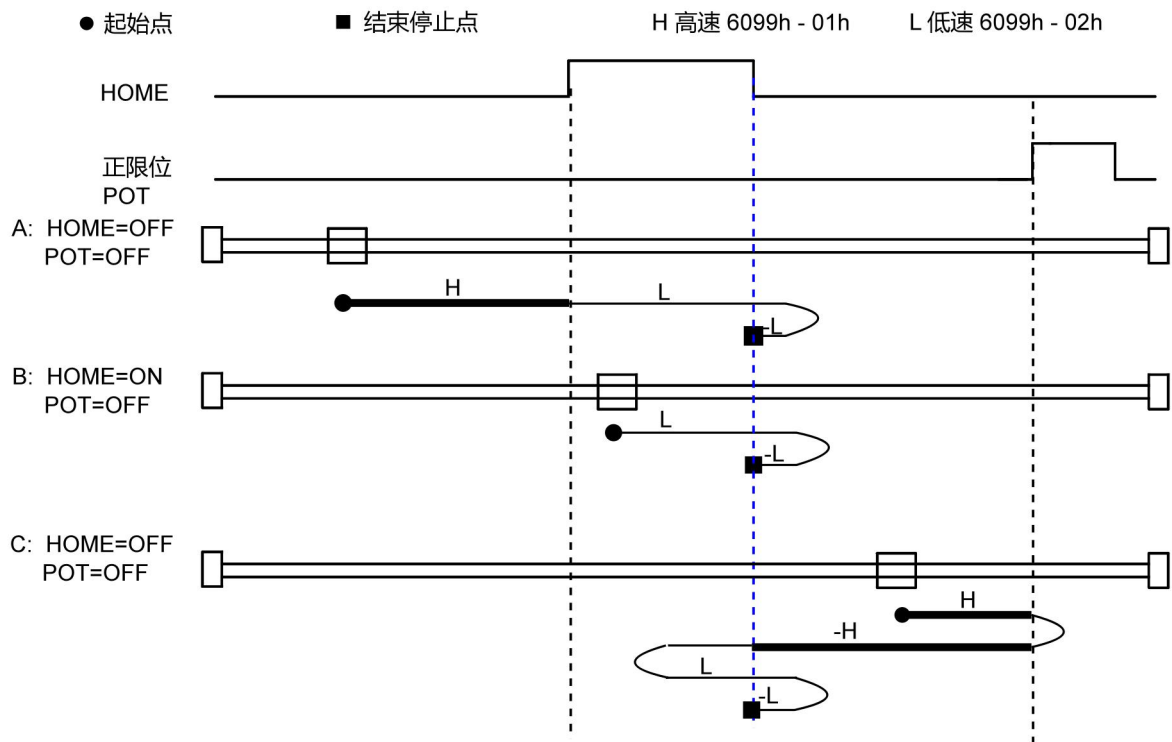 ● 起始点 ■ 结束停止点 H 高速 6099h - 01h L 低速 6099h - 02h
HOME
正限位
POT
A: HOME=OFF
POT=OFF
H L
-L
B: HOME=ON
POT=OFF
L
-L
C: HOME=OFF
POT=OFF
H
-H
L
-L